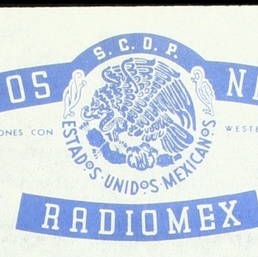 S.C.O.P.
OS N
ONES CON WESTE
ESTADOS·UNIDOS·MEXICANOS
RADIOMEX